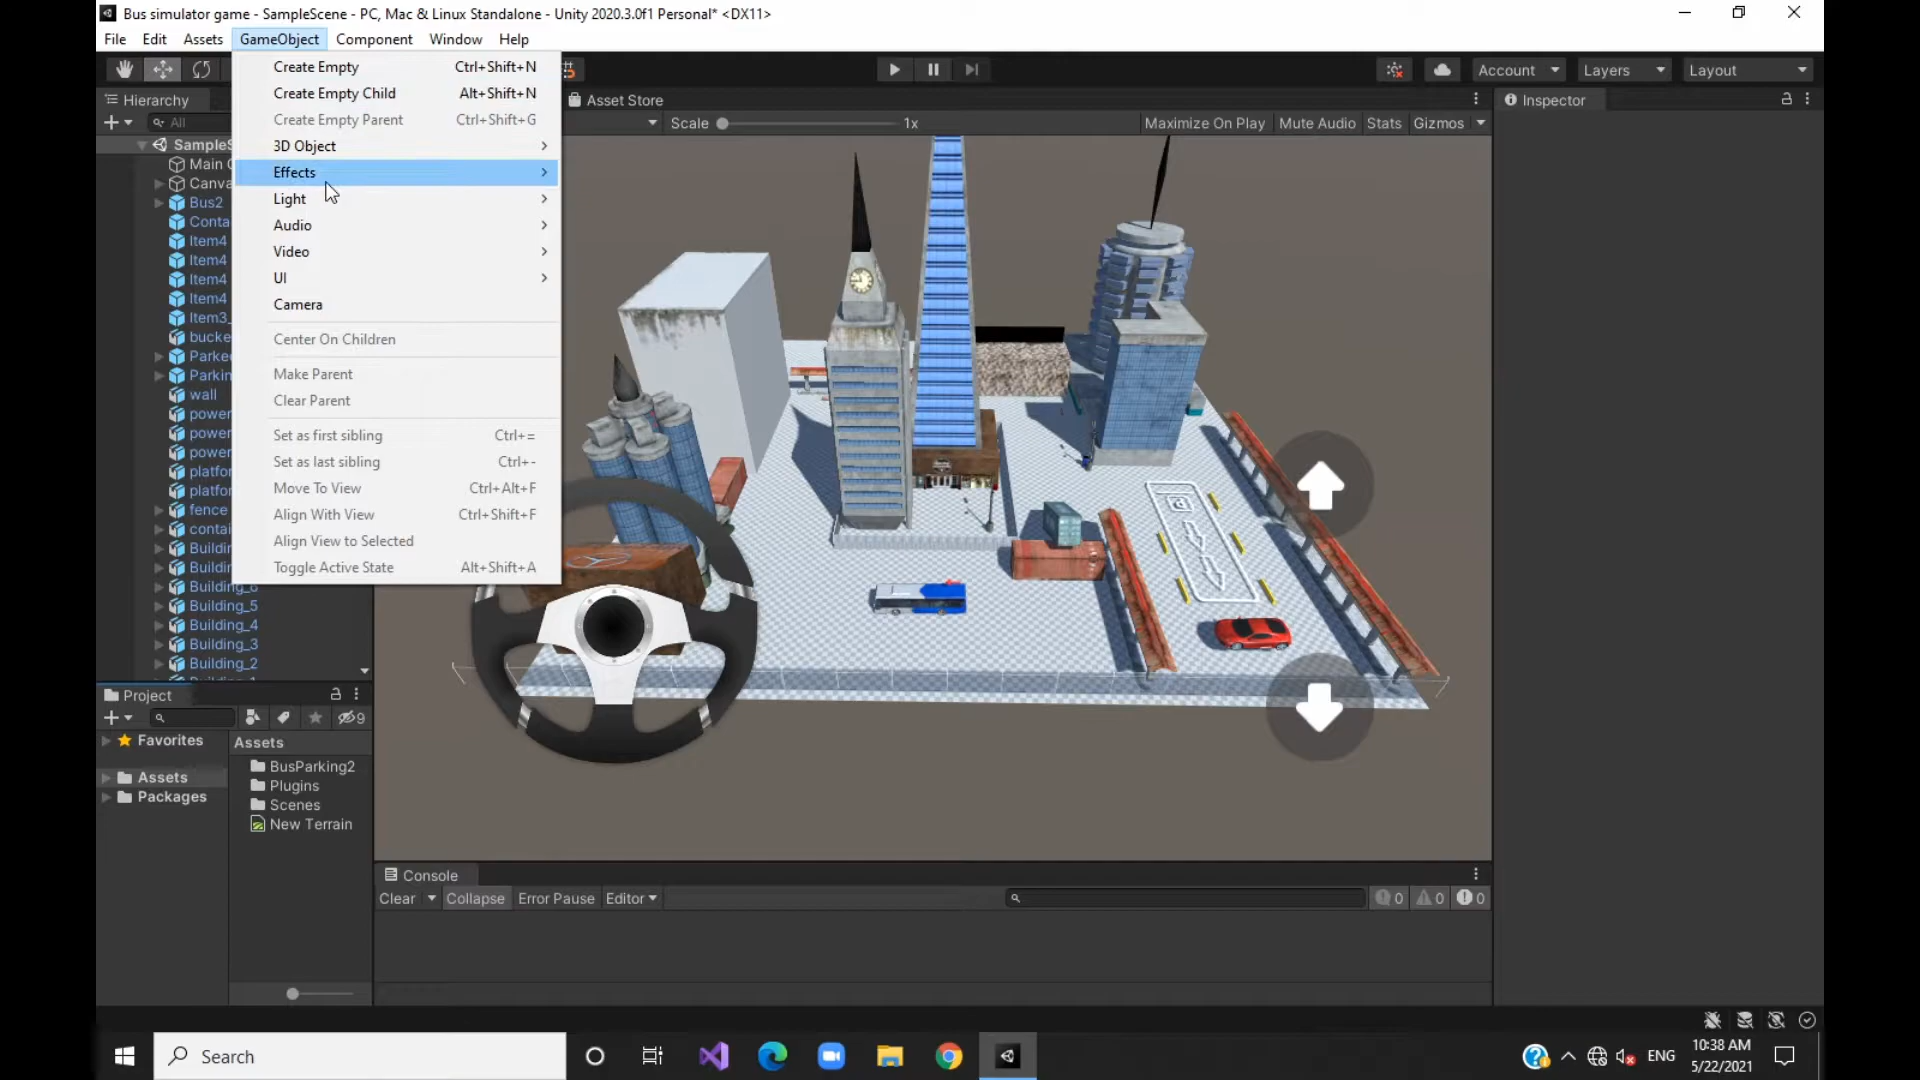 Bus simulator game - SampleScene - PC, Mac & Linux Standalone - Unity 2020.3.0f1 Personal* <DX11>
File Edit Assets GameObject Component Window Help
Account Layers Layout
Create Empty Ctrl+Shift+N
Create Empty Child Alt+Shift+N
Create Empty Parent Ctrl+Shift+G
3D Object
Effects
Light
Audio
Video
UI
Camera
Center On Children
Make Parent
Clear Parent
Set as first sibling Ctrl+=
Set as last sibling Ctrl+-
Move To View Ctrl+Alt+F
Align With View Ctrl+Shift+F
Align View to Selected
Toggle Active State Alt+Shift+A
Hierarchy
All
SampleS
Main C
Canva
Bus2
Conta
Item4
Item4
Item4
Item4
Item3_
bucke
Parke
Parkin
wall
power
power
power
platfor
platfor
fence
contai
Buildin
Buildin
Building_6
Building_5
Building_4
Building_3
Building_2
Asset Store
Scale 1x Maximize On Play Mute Audio Stats Gizmos
Inspector
Project
9
Favorites
Assets
Packages
Assets
BusParking2
Plugins
Scenes
New Terrain
Console
Clear Collapse Error Pause Editor 0 0 0
Search
ENG
10:38 AM
5/22/2021